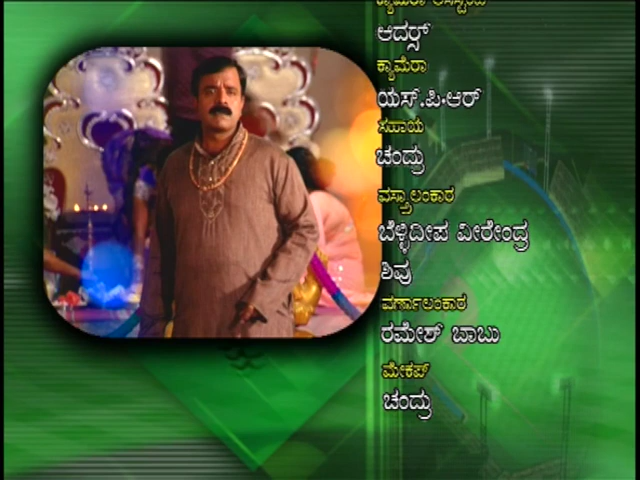 ಆದರ್ಸ್
ಕ್ಯಾಮೆರಾ
ಯಸ್.ಪಿ.ಆರ್
ಸಹಾಯ
ಚಂದ್ರು
ವಸ್ತ್ರಾಲಂಕಾರ
ಬೆಳ್ಳಿದೀಪ ವೀರೇಂದ್ರ
ಶಿವು
ವರ್ಣಾಲಂಕಾರ
ರಮೇಶ್ ಬಾಬು
ಮೇಕಪ್
ಚಂದ್ರು